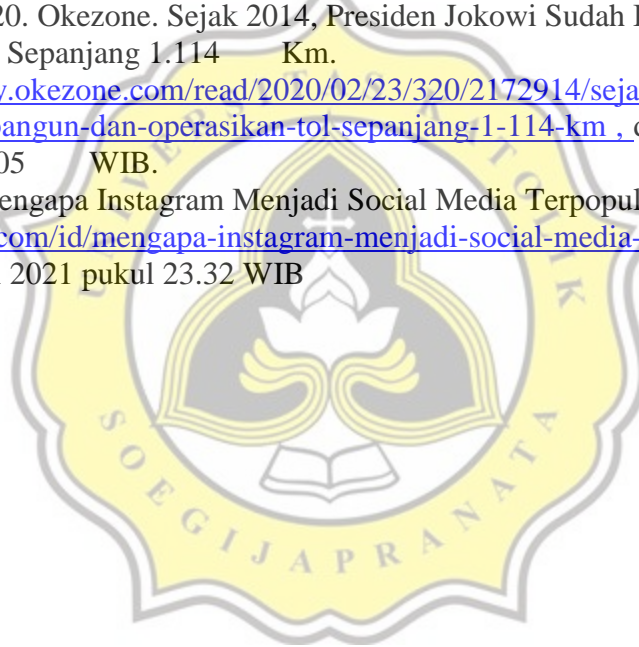 20. Okezone. Sejak 2014, Presiden Jokowi Sudah
Sepanjang 1.114 Km.
.okezone.com/read/2020/02/23/320/2172914/seja
bangun-dan-operasikan-tol-sepanjang-1-114-km ,
05 WIB.
engapa Instagram Menjadi Social Media Terpopul
com/id/mengapa-instagram-menjadi-social-media-
2021 pukul 23.32 WIB
UNIVERSITAS KATOLIK
SOEGIJAPRANATA